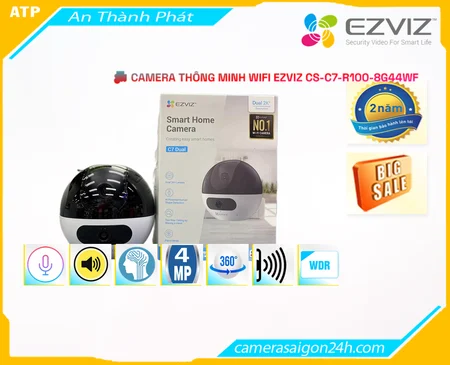 ATP
An Thành Phát
EZVIZ
Security Video For Smart Life
CAMERA THÔNG MINH WIFI EZVIZ CS-C7-R100-8G44WF
EZVIZ
Smart Home
Camera
C7 Dual
NO.1
2 năm
BIG
SALE
4
MP
360°
WDR
camerasaigon24h.com